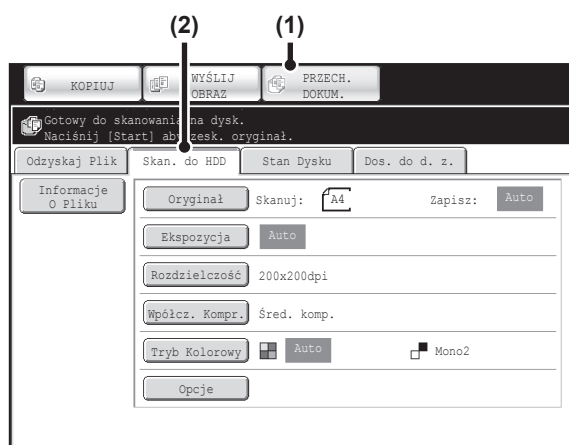 (2) (1)
KOPIUJ
WYŚLIJ
OBRAZ
PRZECH.
DOKUM.
Gotowy do skanowania na dysk.
Naciśnij [Start] aby zesk. oryginał.
Odzyskaj Plik Skan. do HDD Stan Dysku Dos. do d. z.
Informacje
O Pliku
Oryginał Skanuj: A4 Zapisz: Auto
Ekspozycja Auto
Rozdzielczość 200x200dpi
Wpółcz. Kompr. Śred. komp.
Tryb Kolorowy Auto Mono2
Opcje